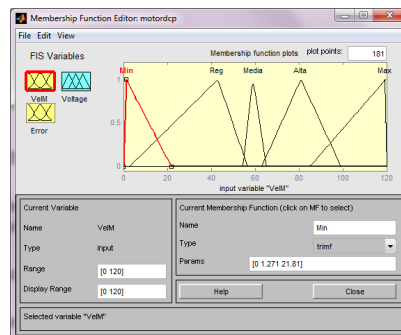 Membership Function Editor: motordcp
File Edit View
FIS Variables
Membership function plots plot points: 181
VelM Voltage
Error
Min Reg Media Alta Max
1
0.5
0
0 20 40 60 80 100 120
input variable "VelM"
Current Variable
Name VelM
Type input
Range [0 120]
Display Range [0 120]
Current Membership Function (click on MF to select)
Name Min
Type trimf
Params [0 1.271 21.81]
Help Close
Selected variable "VelM"